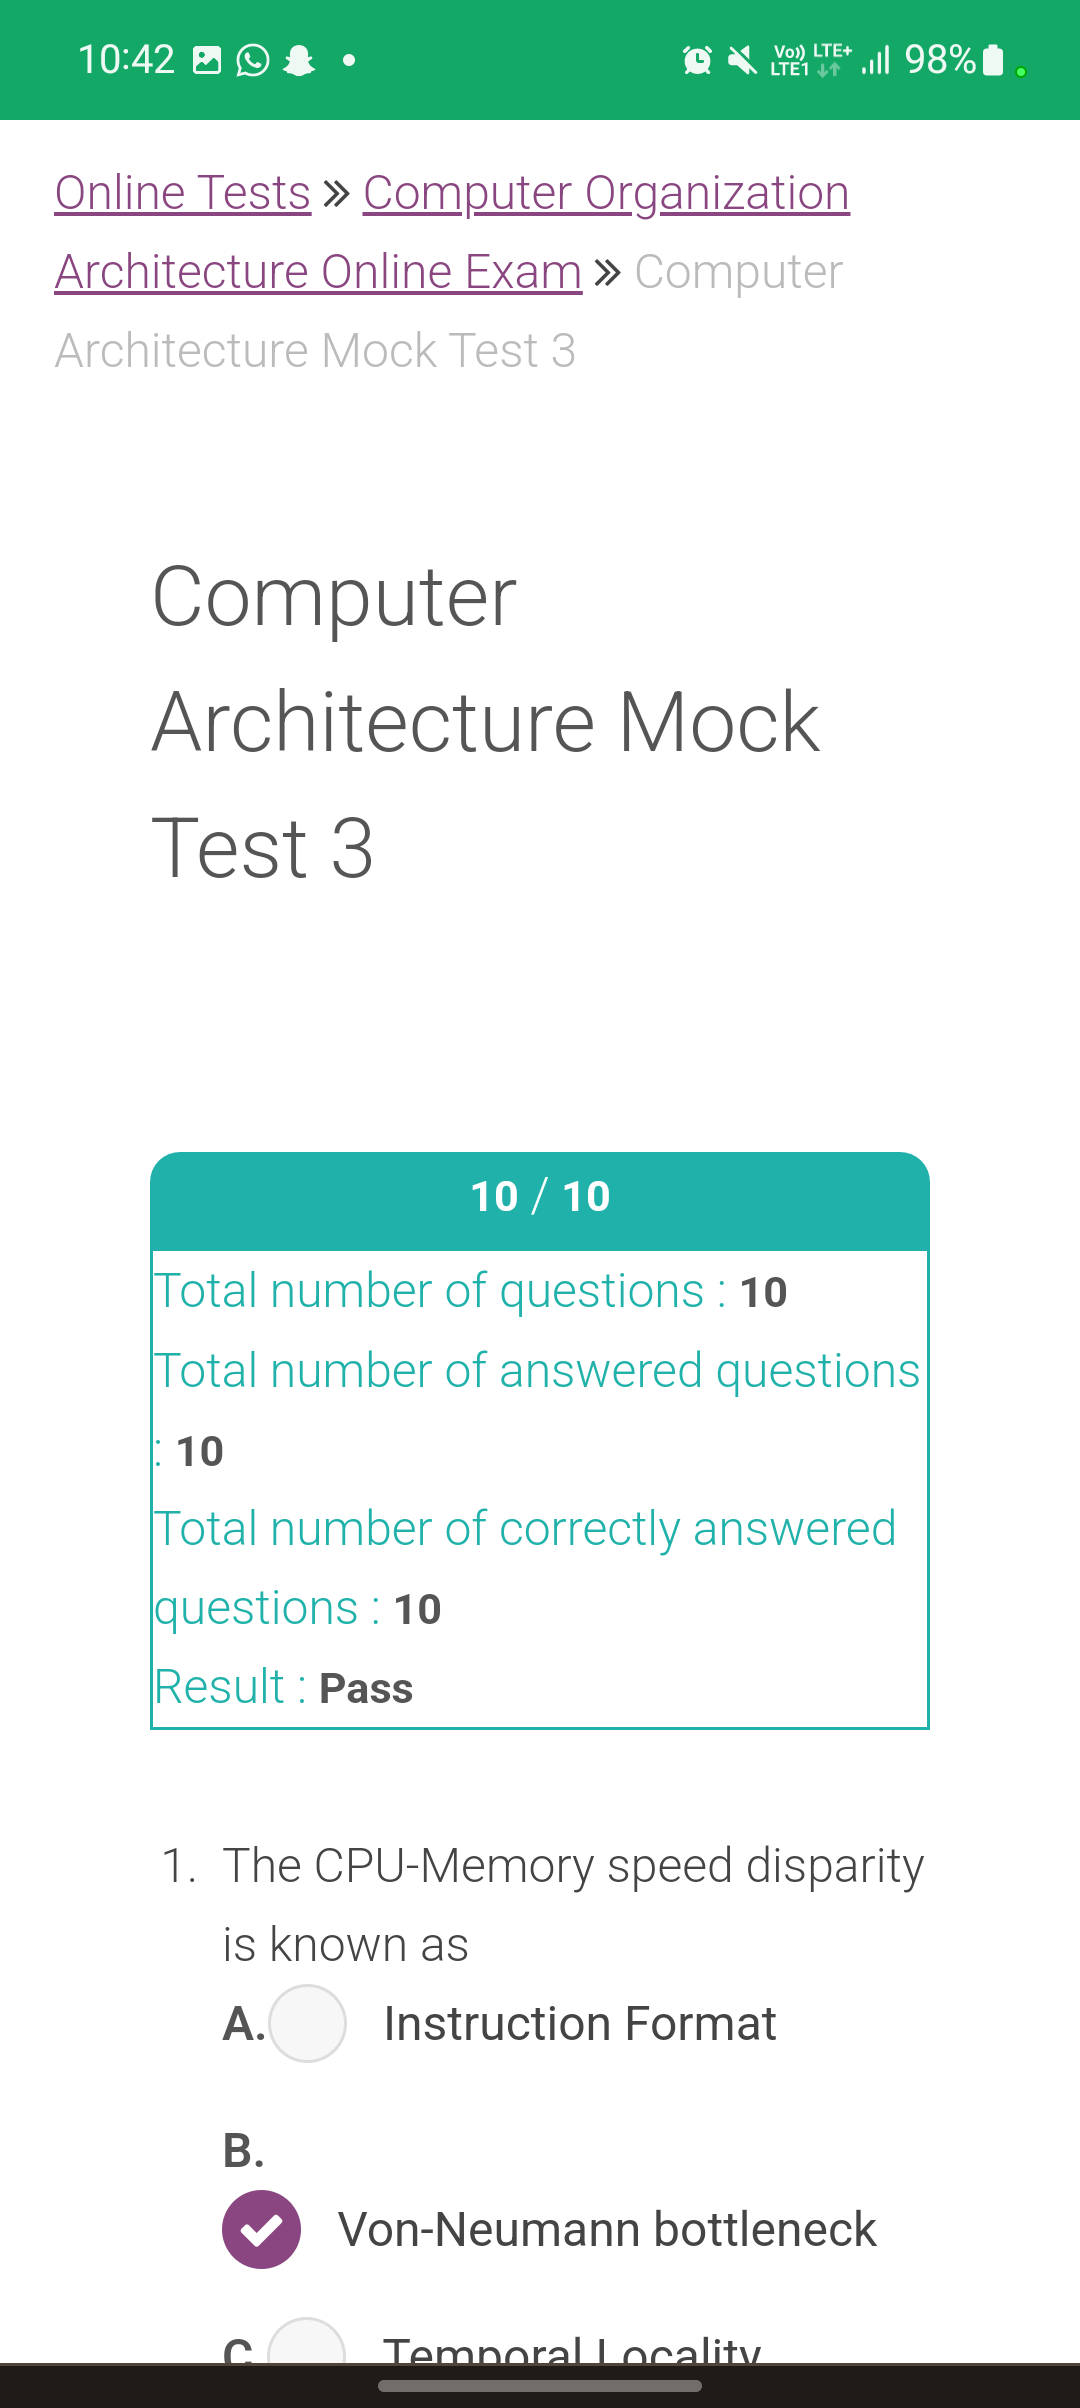 10:42 Vo)) LTE+ LTE1 98%
Online Tests » Computer Organization
Architecture Online Exam » Computer
Architecture Mock Test 3
Computer
Architecture Mock
Test 3
10 / 10
Total number of questions : 10
Total number of answered questions
: 10
Total number of correctly answered
questions : 10
Result : Pass
1. The CPU-Memory speed disparity
is known as
A. Instruction Format
B.
Von-Neumann bottleneck
C Temporal Locality